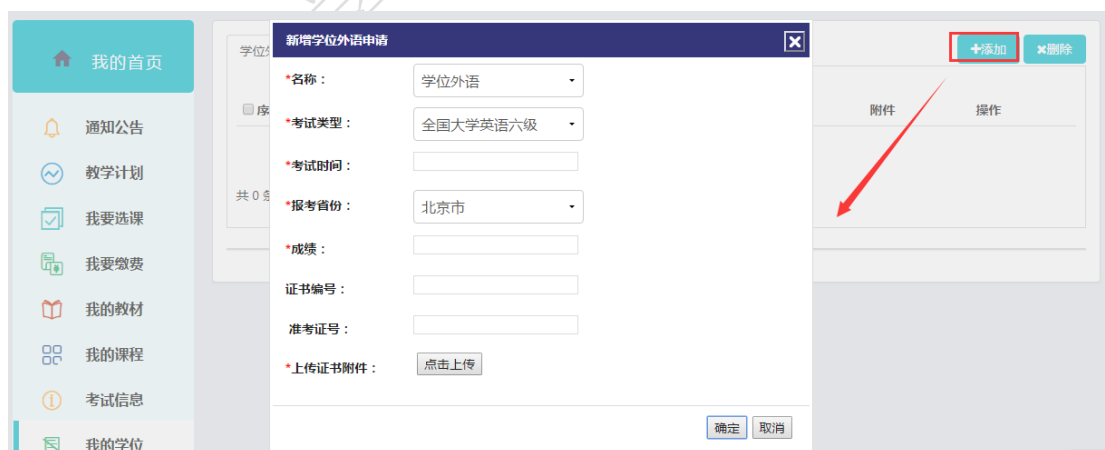 我的首页
通知公告
教学计划
我要选课
我要缴费
我的教材
我的课程
考试信息
我的学位
学位
+添加
×删除
附件 操作
共 0 条
新增学位外语申请
*名称： 学位外语
*考试类型： 全国大学英语六级
*考试时间：
*报考省份： 北京市
*成绩：
证书编号：
准考证号：
*上传证书附件： 点击上传
确定 取消